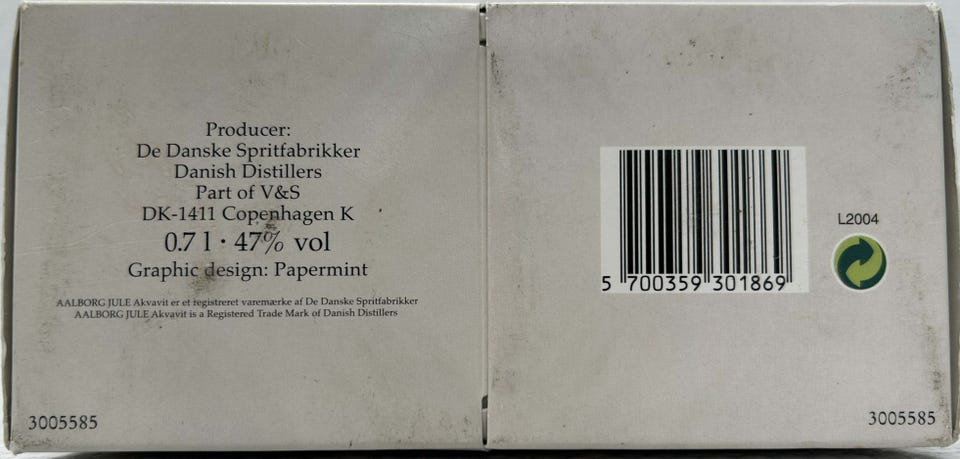 Producer:
De Danske Spritfabrikker
Danish Distillers
Part of V&S
DK-1411 Copenhagen K
0.7 l · 47% vol
Graphic design: Papermint
AALBORG JULE Akvavit er et registreret varemærke af De Danske Spritfabrikker
AALBORG JULE Akvavit is a Registered Trade Mark of Danish Distillers
3005585
5 700359 301869
L2004
3005585